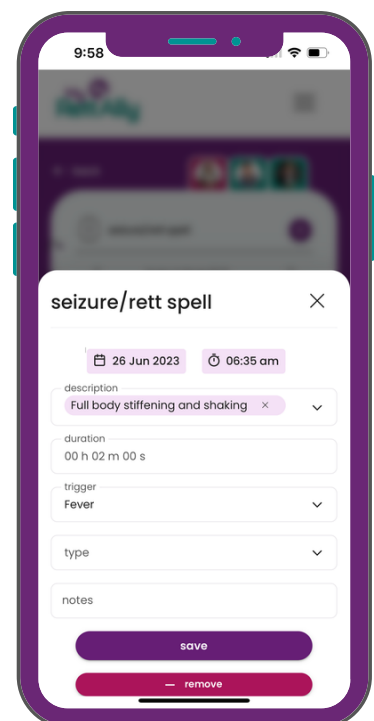 9:58
RettAlly
seizure/rett spell
26 Jun 2023 06:35 am
description
Full body stiffening and shaking ×
duration
00 h 02 m 00 s
trigger
Fever
type
notes
save
remove